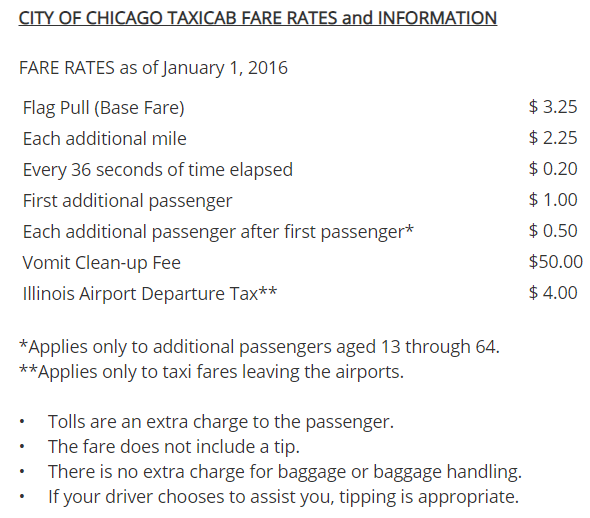 CITY OF CHICAGO TAXICAB FARE RATES and INFORMATION
FARE RATES as of January 1, 2016
Flag Pull (Base Fare) $ 3.25
Each additional mile $ 2.25
Every 36 seconds of time elapsed $ 0.20
First additional passenger $ 1.00
Each additional passenger after first passenger* $ 0.50
Vomit Clean-up Fee $50.00
Illinois Airport Departure Tax** $ 4.00
*Applies only to additional passengers aged 13 through 64.
**Applies only to taxi fares leaving the airports.
• Tolls are an extra charge to the passenger.
• The fare does not include a tip.
• There is no extra charge for baggage or baggage handling.
• If your driver chooses to assist you, tipping is appropriate.